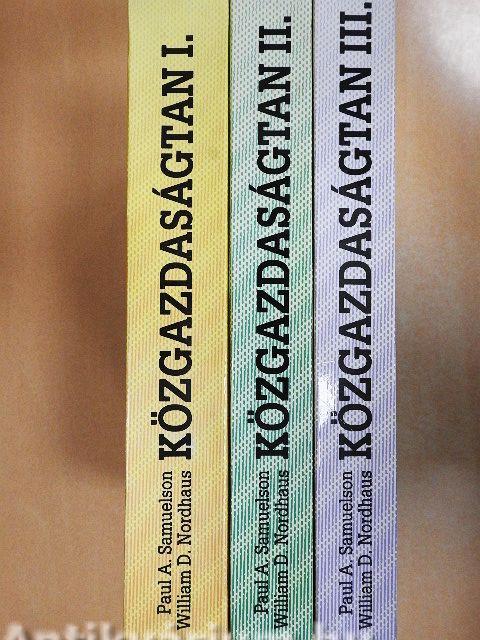 Paul A. Samuelson
William D. Nordhaus
KÖZGAZDASÁGTAN I.
Paul A. Samuelson
William D. Nordhaus
KÖZGAZDASÁGTAN II.
Paul A. Samuelson
William D. Nordhaus
KÖZGAZDASÁGTAN III.